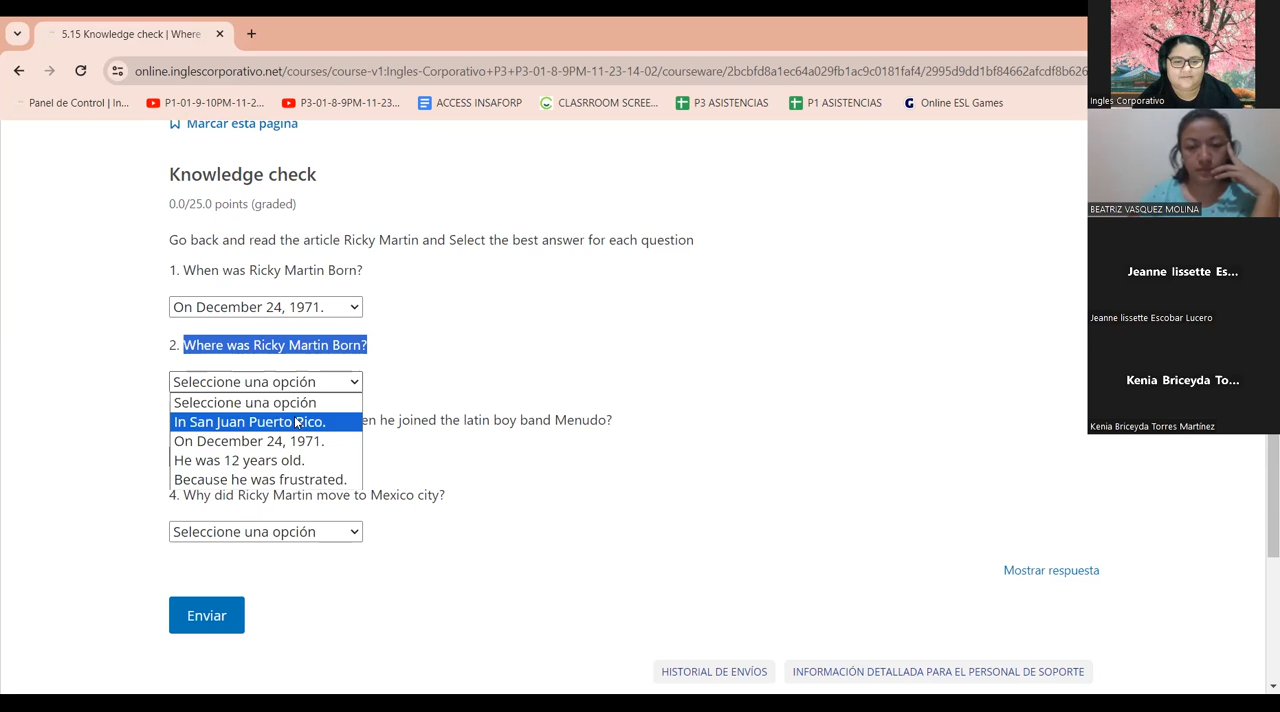 5.15 Knowledge check | Where
online.inglescorporativo.net/courses/course-v1:Ingles-Corporativo+P3+P3-01-8-9PM-11-23-14-02/courseware/2bcbfd8a1ec64a029fb1ac9c0181faf4/2995d9dd1bf84662afcdf8b626
Panel de Control | In...
P1-01-9-10PM-11-2...
P3-01-8-9PM-11-23...
ACCESS INSAFORP
CLASSROOM SCREE...
P3 ASISTENCIAS
P1 ASISTENCIAS
Online ESL Games
Marcar esta página
Knowledge check
0.0/25.0 points (graded)
Go back and read the article Ricky Martin and Select the best answer for each question
1. When was Ricky Martin Born?
On December 24, 1971.
2. Where was Ricky Martin Born?
Seleccione una opción
Seleccione una opción
In San Juan Puerto Rico.
en he joined the latin boy band Menudo?
On December 24, 1971.
He was 12 years old.
Because he was frustrated.
4. Why did Ricky Martin move to Mexico city?
Seleccione una opción
Mostrar respuesta
Enviar
HISTORIAL DE ENVÍOS
INFORMACIÓN DETALLADA PARA EL PERSONAL DE SOPORTE
Ingles Corporativo
BEATRIZ VASQUEZ MOLINA
Jeanne lissette Es...
Jeanne lissette Escobar Lucero
Kenia Briceyda To...
Kenia Briceyda Torres Martínez